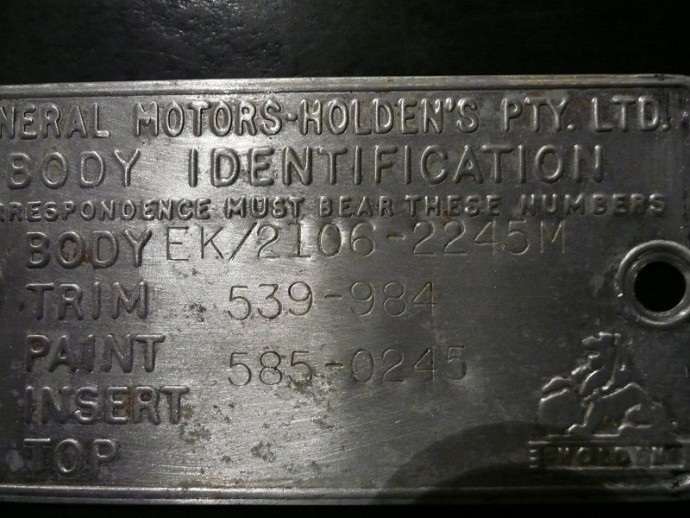 NERAL MOTORS-HOLDEN'S PTY. LTD.
BODY IDENTIFICATION
RRESPONDENCE MUST BEAR THESE NUMBERS
BODY EK/2106-2245M
TRIM 539-984
PAINT 585-0245
INSERT
TOP